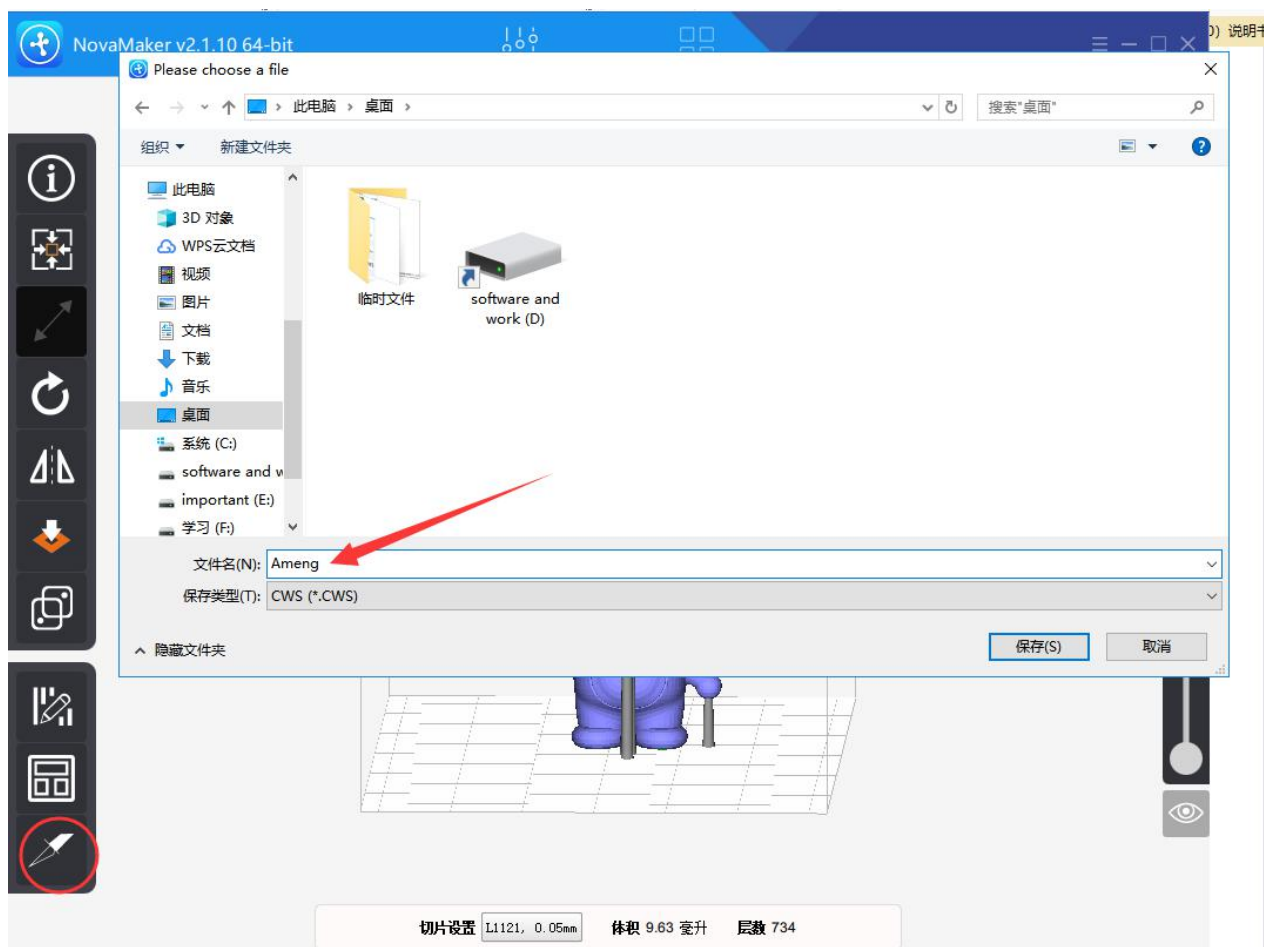 NovaMaker v2.1.10 64-bit
) 说明
Please choose a file
此电脑 › 桌面 ›
搜索"桌面"
组织 新建文件夹
此电脑
3D 对象
WPS云文档
视频
图片
文档
下载
音乐
桌面
系统 (C:)
software and w
important (E:)
学习 (F:)
临时文件
software and
work (D)
文件名(N): Ameng
保存类型(T): CWS (*.CWS)
隐藏文件夹
保存(S) 取消
切片设置 L1121, 0.05mm 体积 9.63 毫升 层数 734